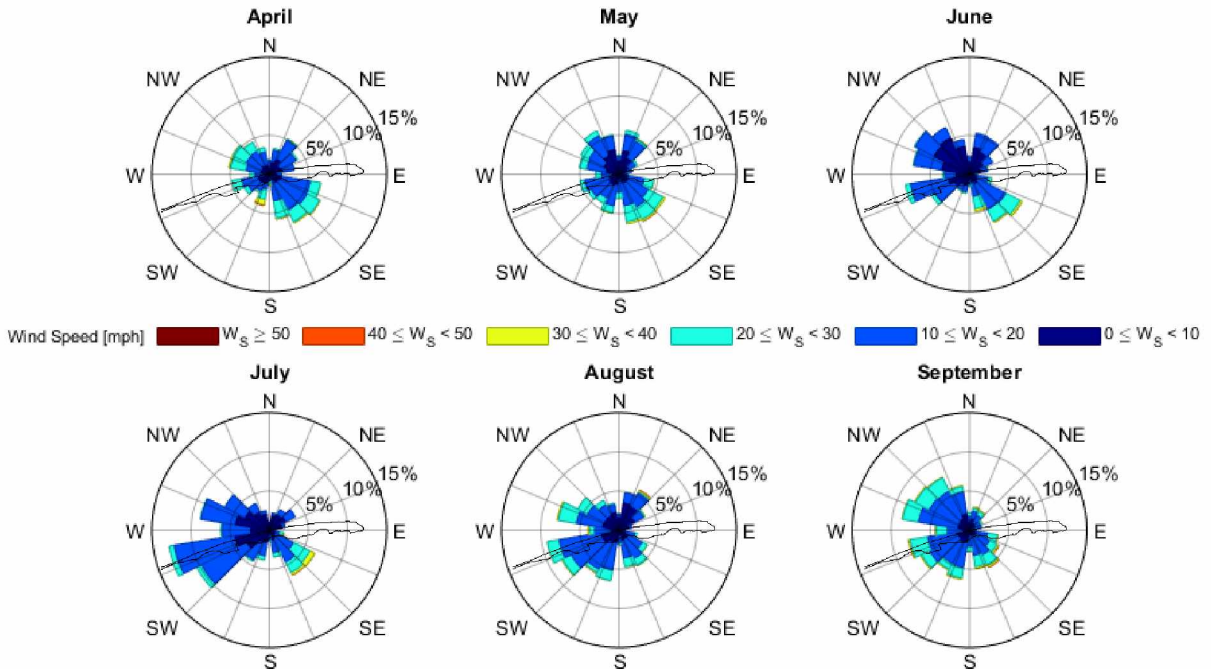 April May June
N N N
NW NE NW NE NW NE
15% 15% 15%
10% 10% 10%
5% 5% 5%
W E W E W E
SW SE SW SE SW SE
S S S
Wind Speed [mph] W_S ≥ 50 40 ≤ W_S < 50 30 ≤ W_S < 40 20 ≤ W_S < 30 10 ≤ W_S < 20 0 ≤ W_S < 10
July August September
N N N
NW NE NW NE NW NE
15% 15% 15%
10% 10% 10%
5% 5% 5%
W E W E W E
SW SE SW SE SW SE
S S S